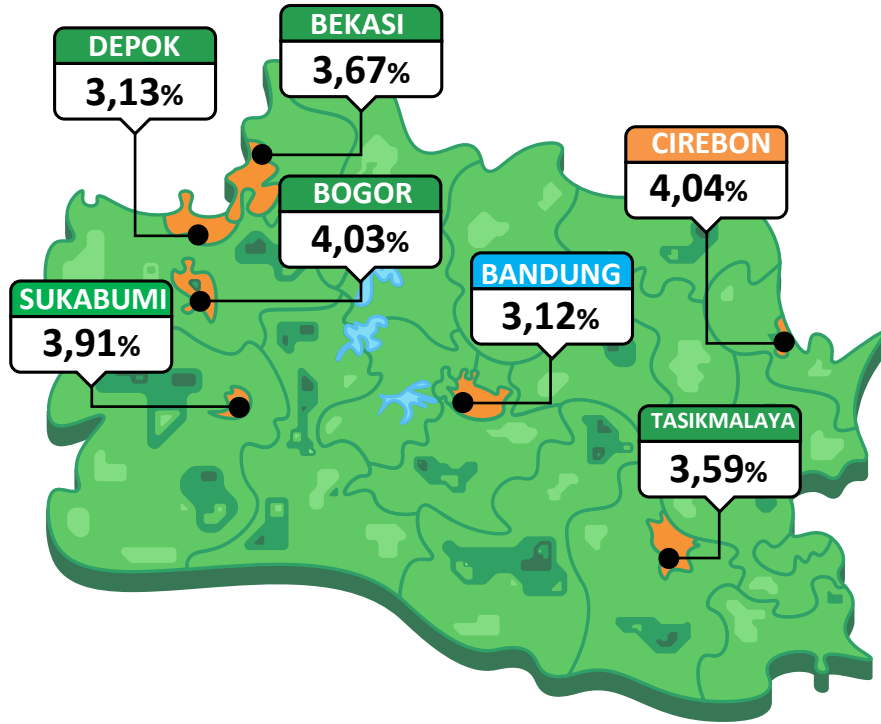 BEKASI
3,67%
DEPOK
3,13%
CIREBON
4,04%
BOGOR
4,03%
BANDUNG
3,12%
SUKABUMI
3,91%
TASIKMALAYA
3,59%